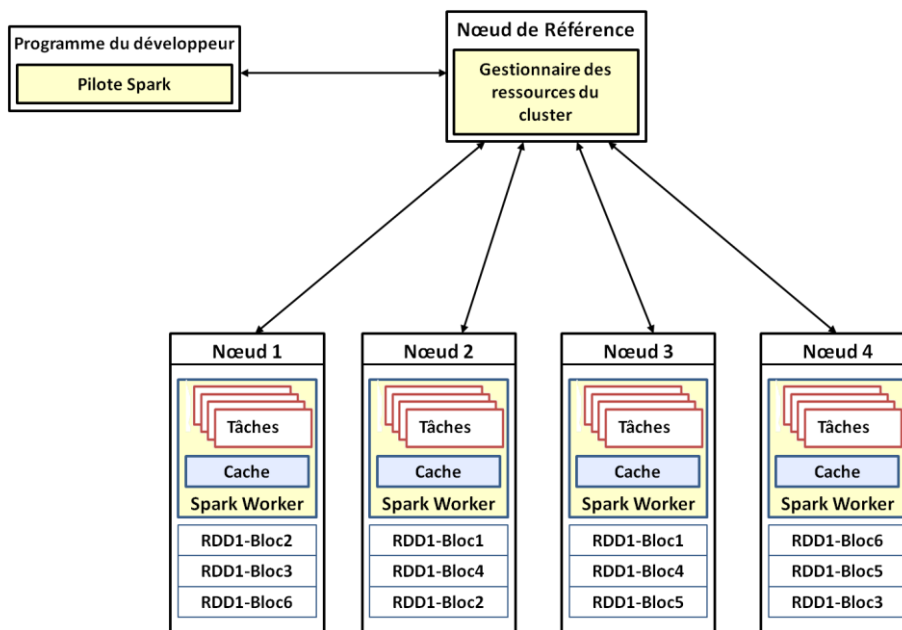 Programme du développeur
Pilote Spark
Nœud de Référence
Gestionnaire des
ressources du
cluster
Nœud 1
Tâches
Cache
Spark Worker
RDD1-Bloc2
RDD1-Bloc3
RDD1-Bloc6
Nœud 2
Tâches
Cache
Spark Worker
RDD1-Bloc1
RDD1-Bloc4
RDD1-Bloc2
Nœud 3
Tâches
Cache
Spark Worker
RDD1-Bloc1
RDD1-Bloc4
RDD1-Bloc5
Nœud 4
Tâches
Cache
Spark Worker
RDD1-Bloc6
RDD1-Bloc5
RDD1-Bloc3